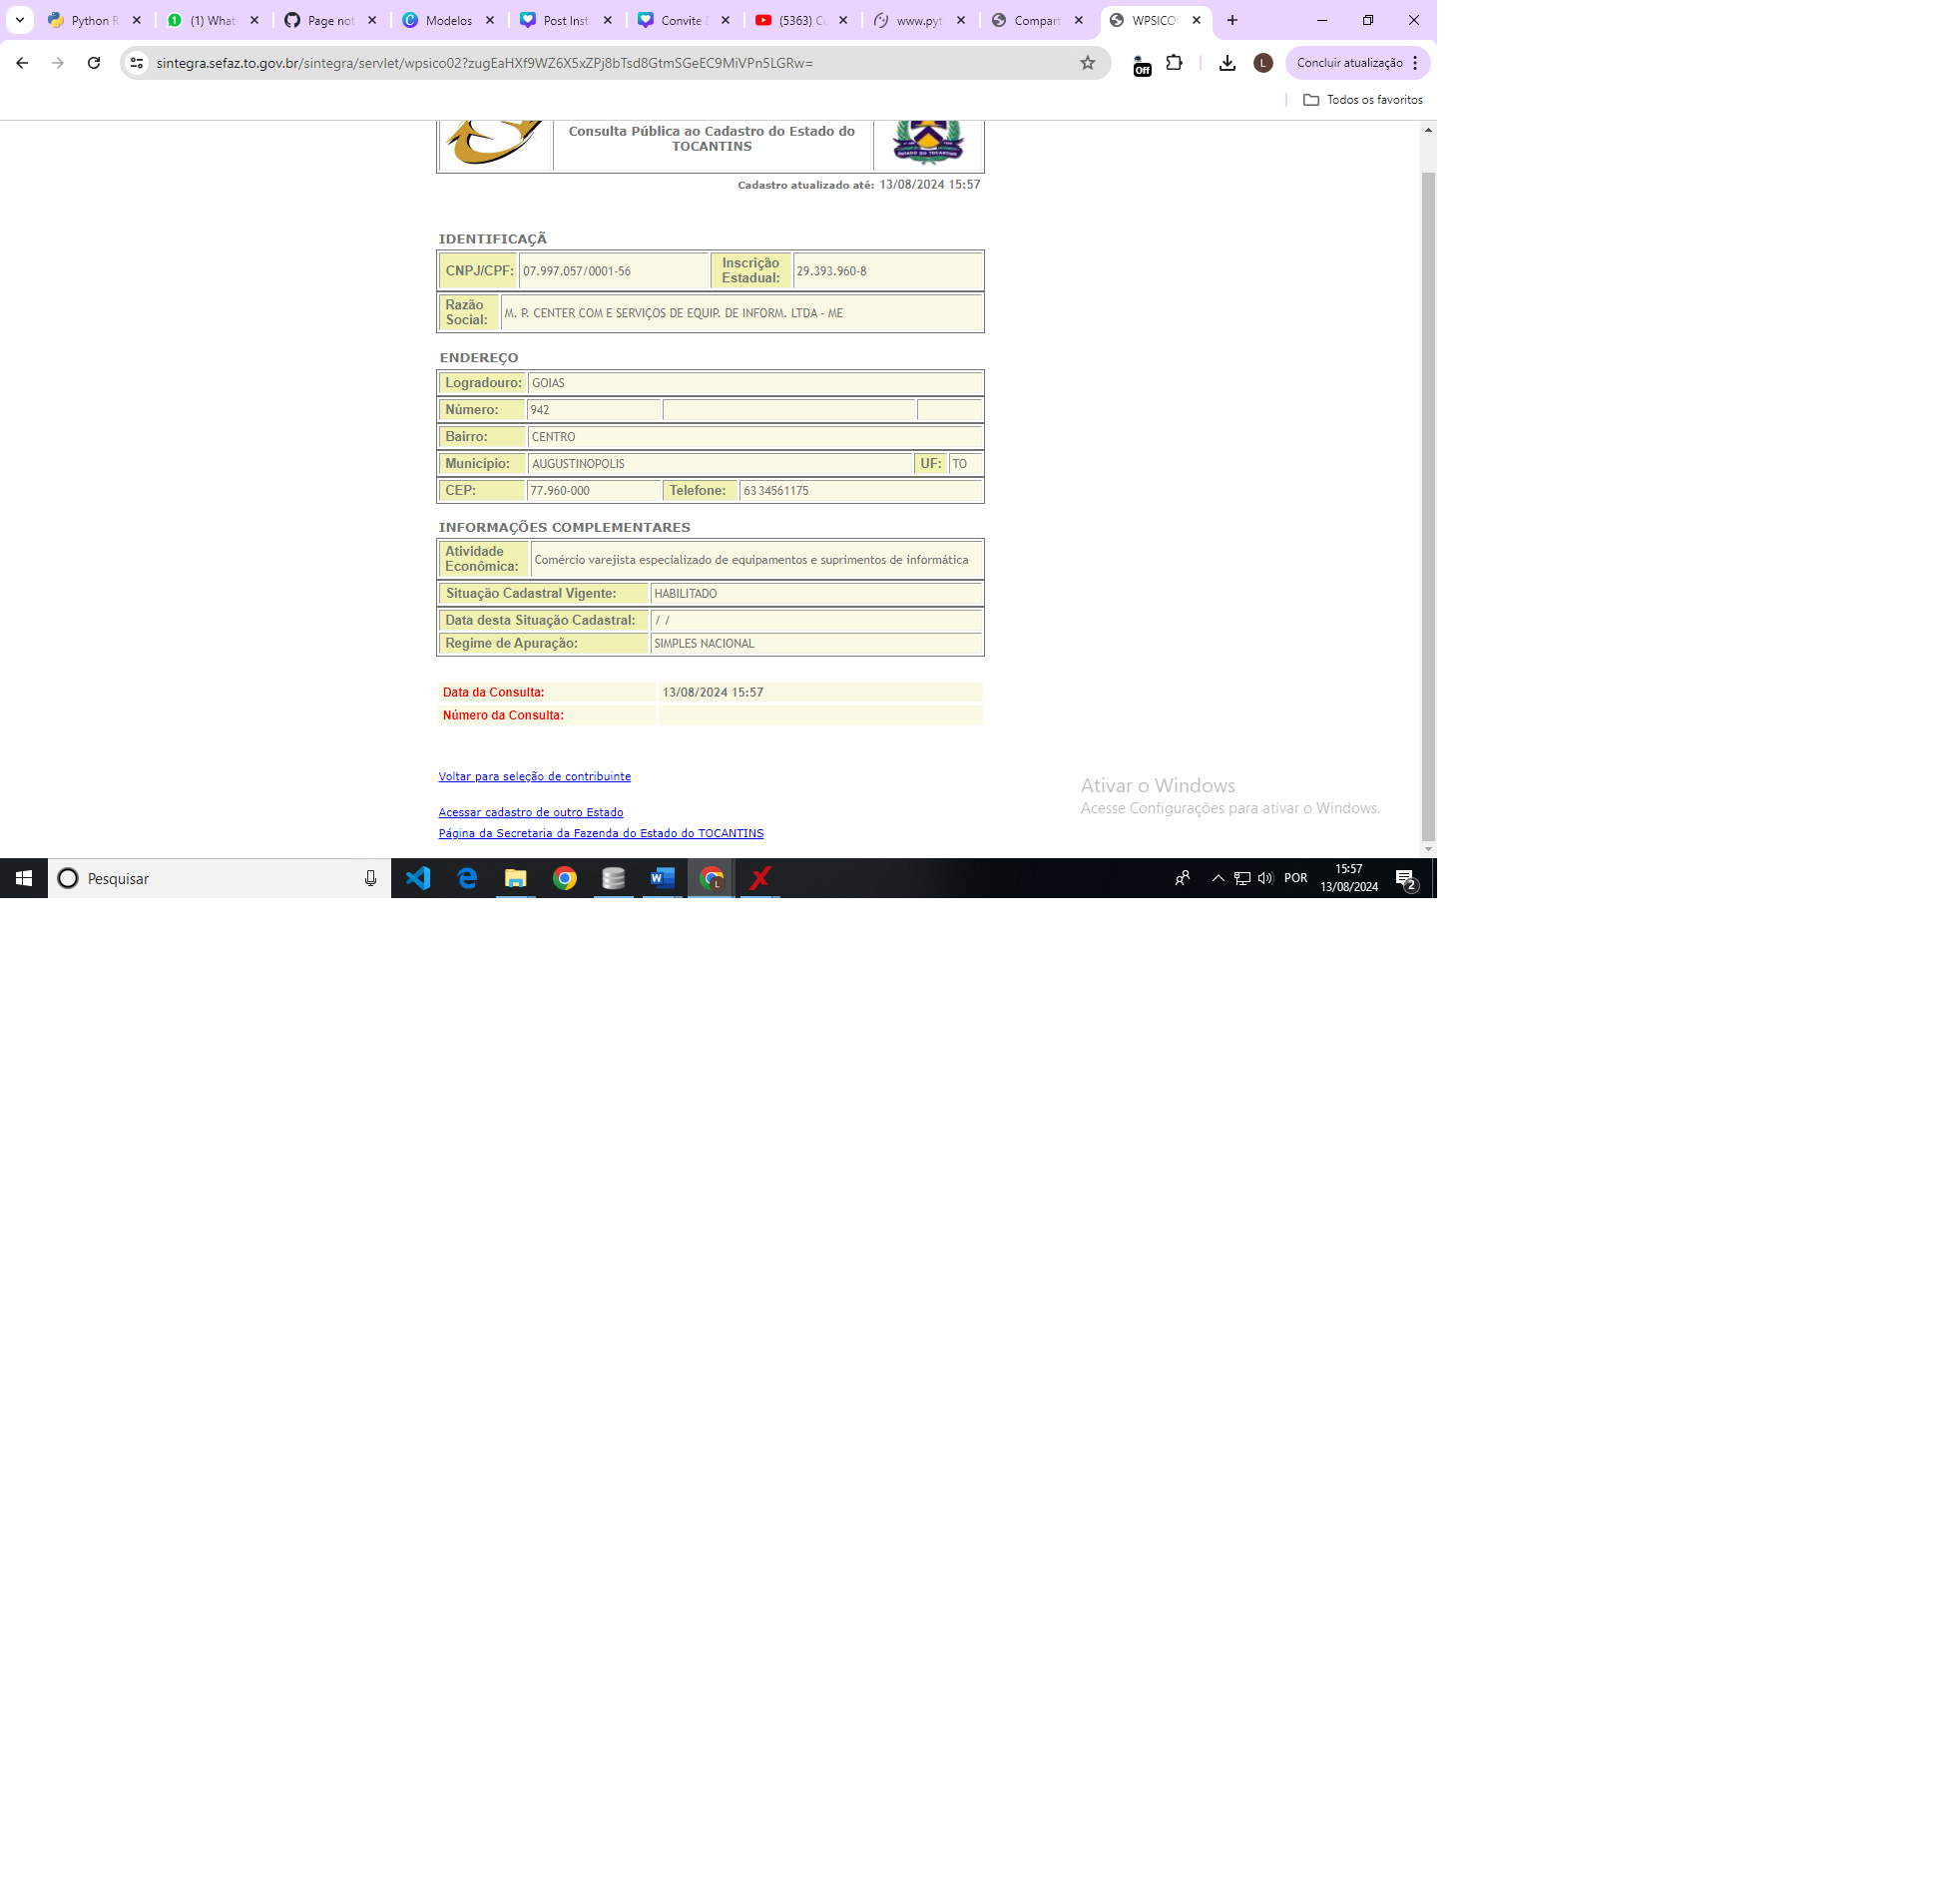 Python R
(1) What
Page not
Modelos
Post Inst
Convite
(5363) C
www.pyt
Compart
WPSICO
sintegra.sefaz.to.gov.br/sintegra/servlet/wpsico02?zugEaHXf9WZ6X5xZPj8bTsd8GtmSGeEC9MiVPn5LGRw=
Off
L
Concluir atualização
Todos os favoritos
Consulta Pública ao Cadastro do Estado do
TOCANTINS
ESTADO DO TOCANTINS
Cadastro atualizado até: 13/08/2024 15:57
IDENTIFICAÇÃ
CNPJ/CPF: 07.997.057/0001-56 Inscrição Estadual: 29.393.960-8
Razão Social: M. P. CENTER COM E SERVIÇOS DE EQUIP. DE INFORM. LTDA - ME
ENDEREÇO
Logradouro: GOIAS
Número: 942
Bairro: CENTRO
Município: AUGUSTINOPOLIS UF: TO
CEP: 77.960-000 Telefone: 63 34561175
INFORMAÇÕES COMPLEMENTARES
Atividade Econômica: Comércio varejista especializado de equipamentos e suprimentos de informática
Situação Cadastral Vigente: HABILITADO
Data desta Situação Cadastral: / /
Regime de Apuração: SIMPLES NACIONAL
Data da Consulta: 13/08/2024 15:57
Número da Consulta:
Voltar para seleção de contribuinte
Acessar cadastro de outro Estado
Página da Secretaria da Fazenda do Estado do TOCANTINS
Ativar o Windows
Acesse Configurações para ativar o Windows.
Pesquisar
POR
15:57
13/08/2024
2